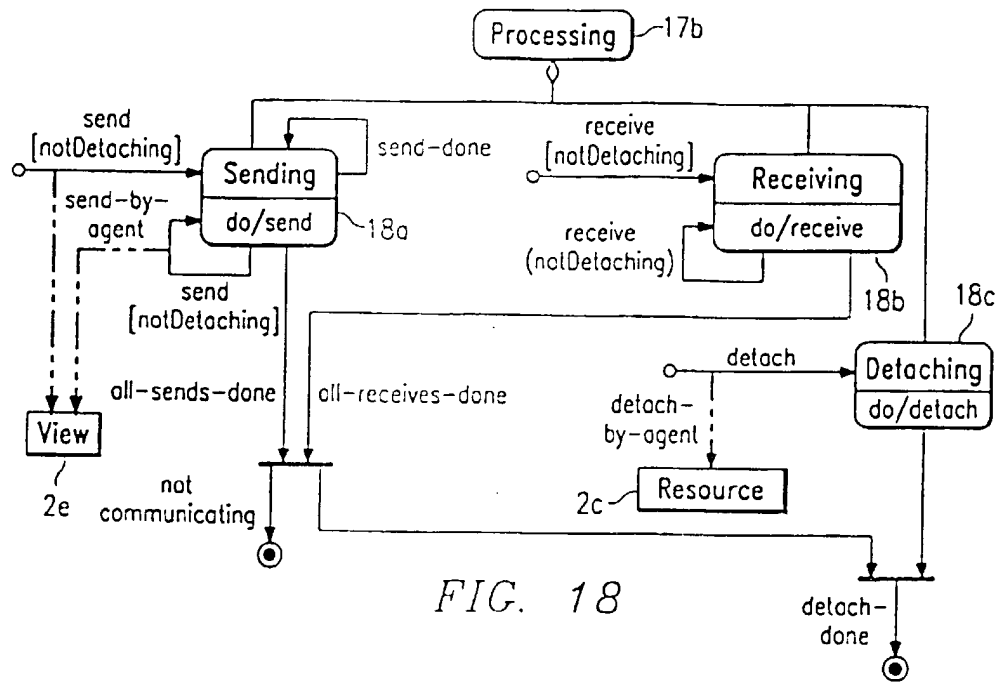 Processing
17b
send
[notDetaching]
send-done
Sending
do/send
18a
send-by-
agent
send
[notDetaching]
receive
[notDetaching]
Receiving
do/receive
receive
(notDetaching)
18b
18c
detach
Detaching
do/detach
all-sends-done
all-receives-done
detach-
by-agent
View
2e
Resource
2c
not
communicating
FIG. 18
detach-
done